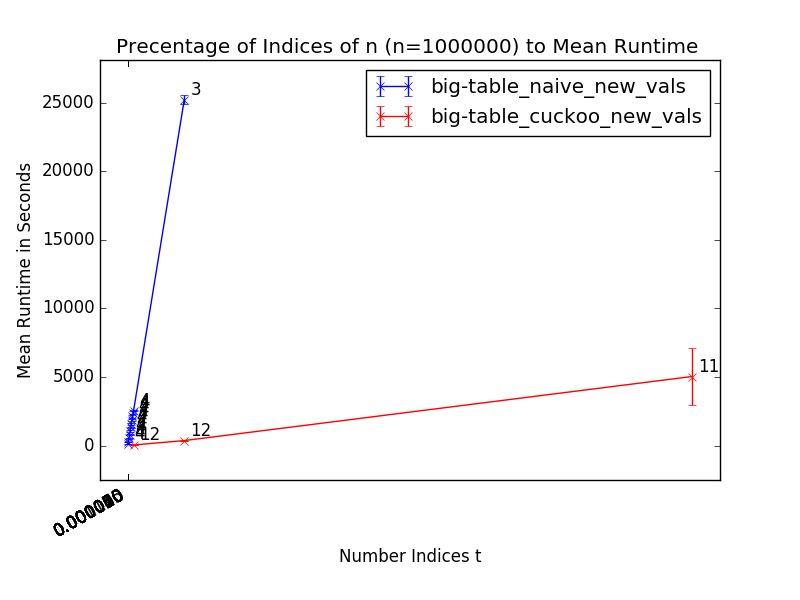 Precentage of Indices of n (n=1000000) to Mean Runtime
big-table_naive_new_vals
big-table_cuckoo_new_vals
Mean Runtime in Seconds
25000
20000
15000
10000
5000
0
3
4
12
12
11
Number Indices t